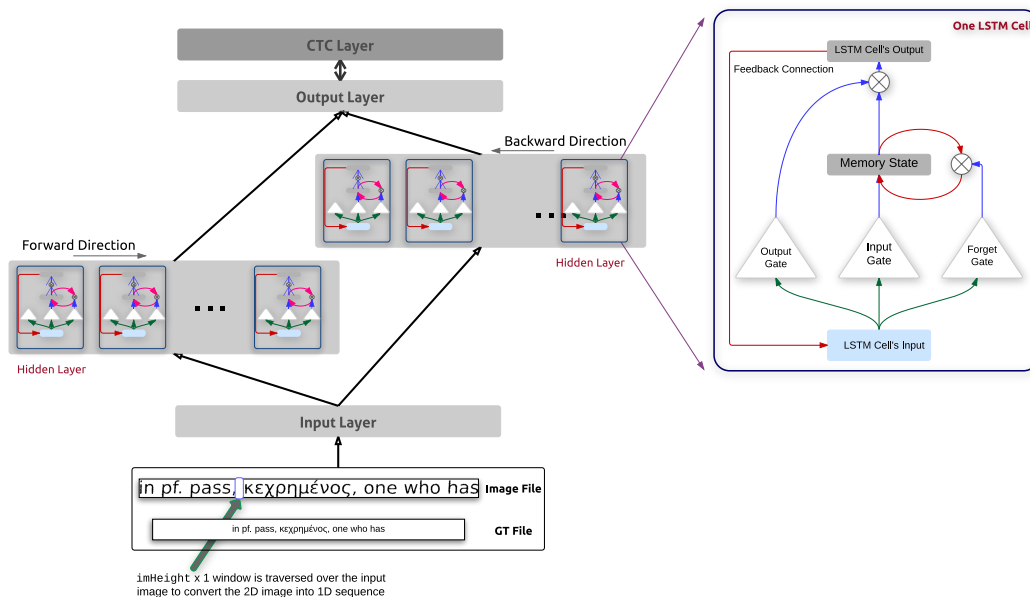 One LSTM Cell
CTC Layer
LSTM Cell's Output
Feedback Connection
Output Layer
Backward Direction
Memory State
Forward Direction
Output
Gate
Input
Gate
Forget
Gate
Hidden Layer
LSTM Cell's Input
Hidden Layer
Input Layer
in pf. pass, κεχρημένος, one who has Image File
in pf. pass, κεχρημένος, one who has GT File
imHeight x 1 window is traversed over the input
image to convert the 2D image into 1D sequence